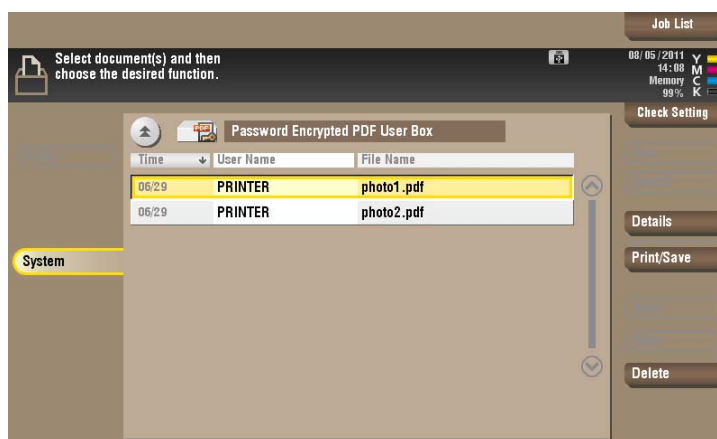 Job List
Select document(s) and then
choose the desired function.
08/05/2011
14:08
Memory
99%
Y
M
C
K
Check Setting
Password Encrypted PDF User Box
Time User Name File Name
06/29 PRINTER photo1.pdf
06/29 PRINTER photo2.pdf
Details
System
Print/Save
Delete